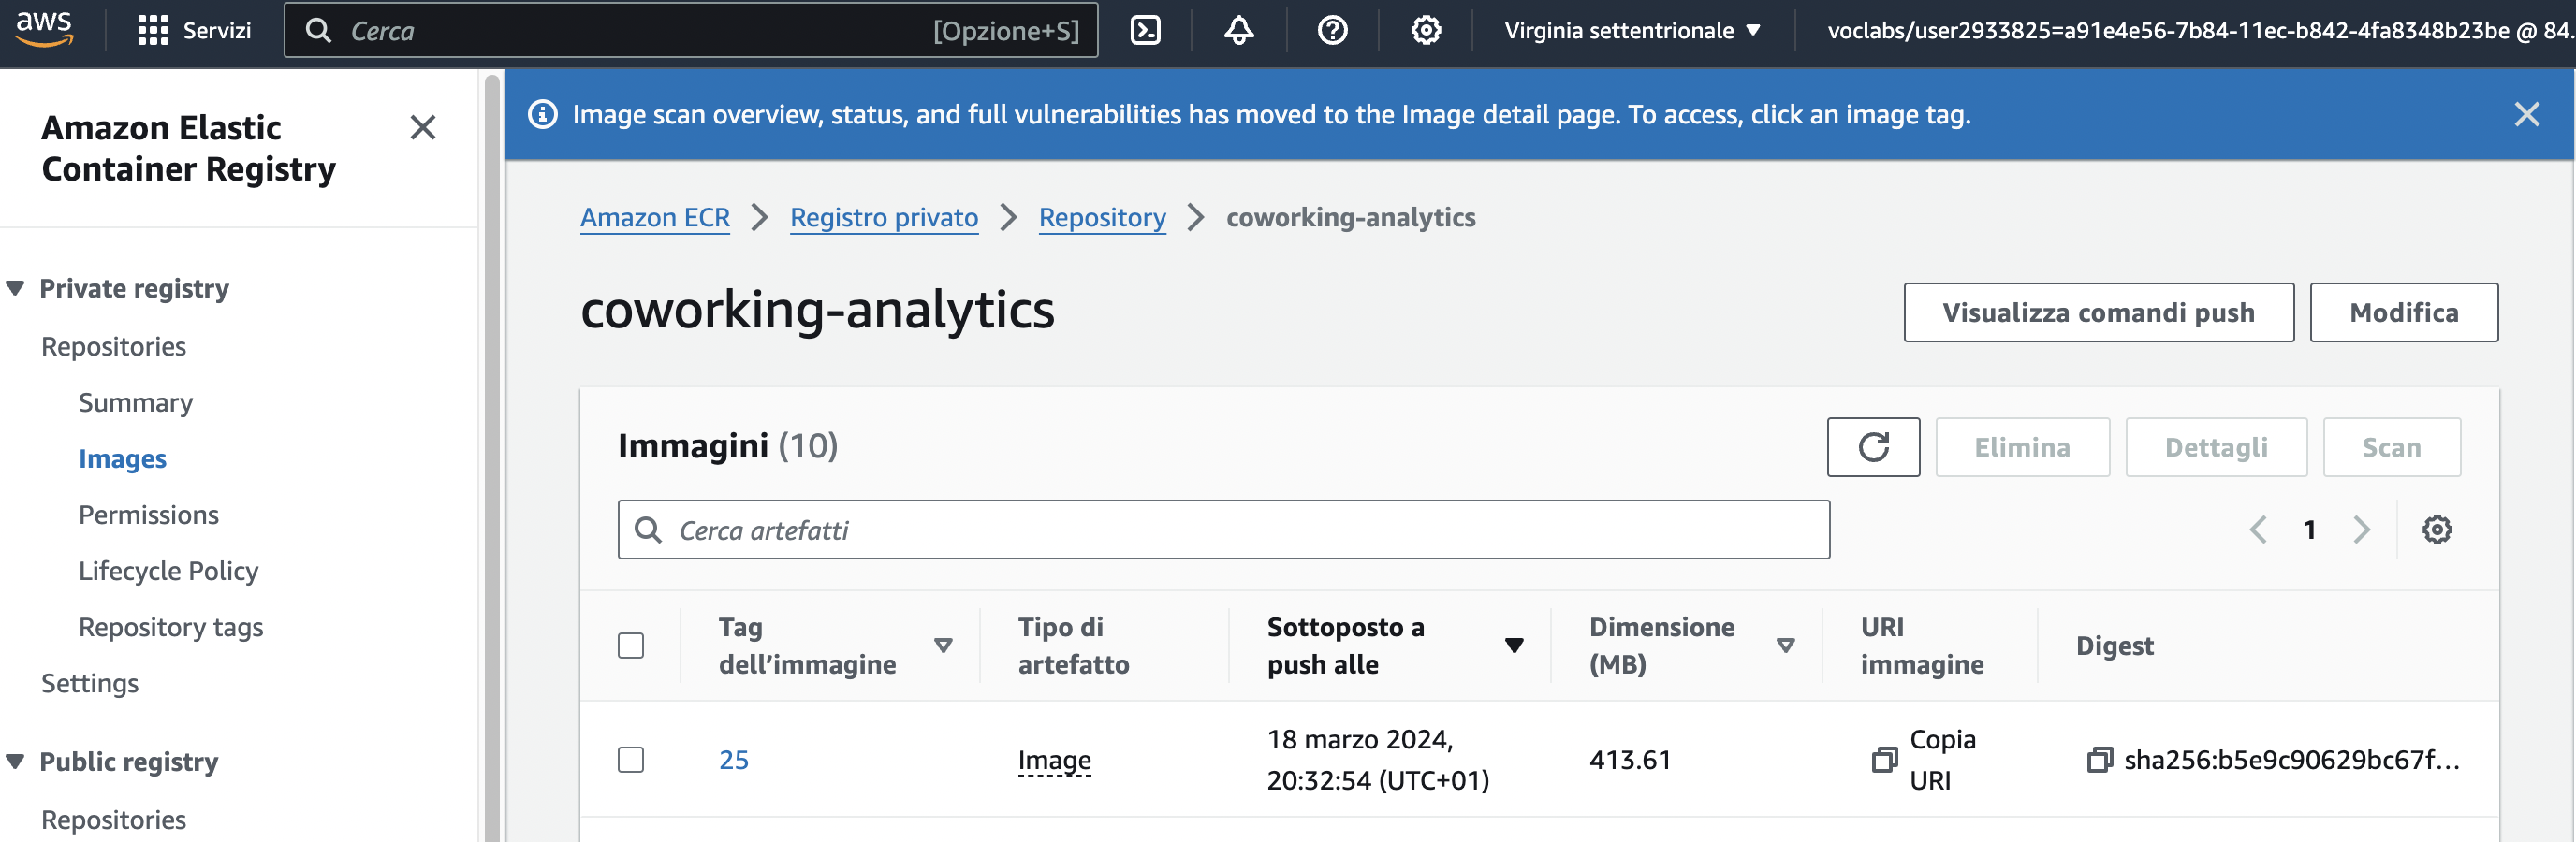 aws
Servizi
Cerca
[Opzione+S]
Virginia settentrionale
voclabs/user2933825=a91e4e56-7b84-11ec-b842-4fa8348b23be @ 84.
Amazon Elastic
Container Registry
Private registry
Repositories
Summary
Images
Permissions
Lifecycle Policy
Repository tags
Settings
Public registry
Repositories
Image scan overview, status, and full vulnerabilities has moved to the Image detail page. To access, click an image tag.
Amazon ECR > Registro privato > Repository > coworking-analytics
coworking-analytics
Visualizza comandi push
Modifica
Immagini (10)
Elimina
Dettagli
Scan
Cerca artefatti
1
Tag
dell’immagine
Tipo di
artefatto
Sottoposto a
push alle
Dimensione
(MB)
URI
immagine
Digest
25
Image
18 marzo 2024,
20:32:54 (UTC+01)
413.61
Copia
URI
sha256:b5e9c90629bc67f...